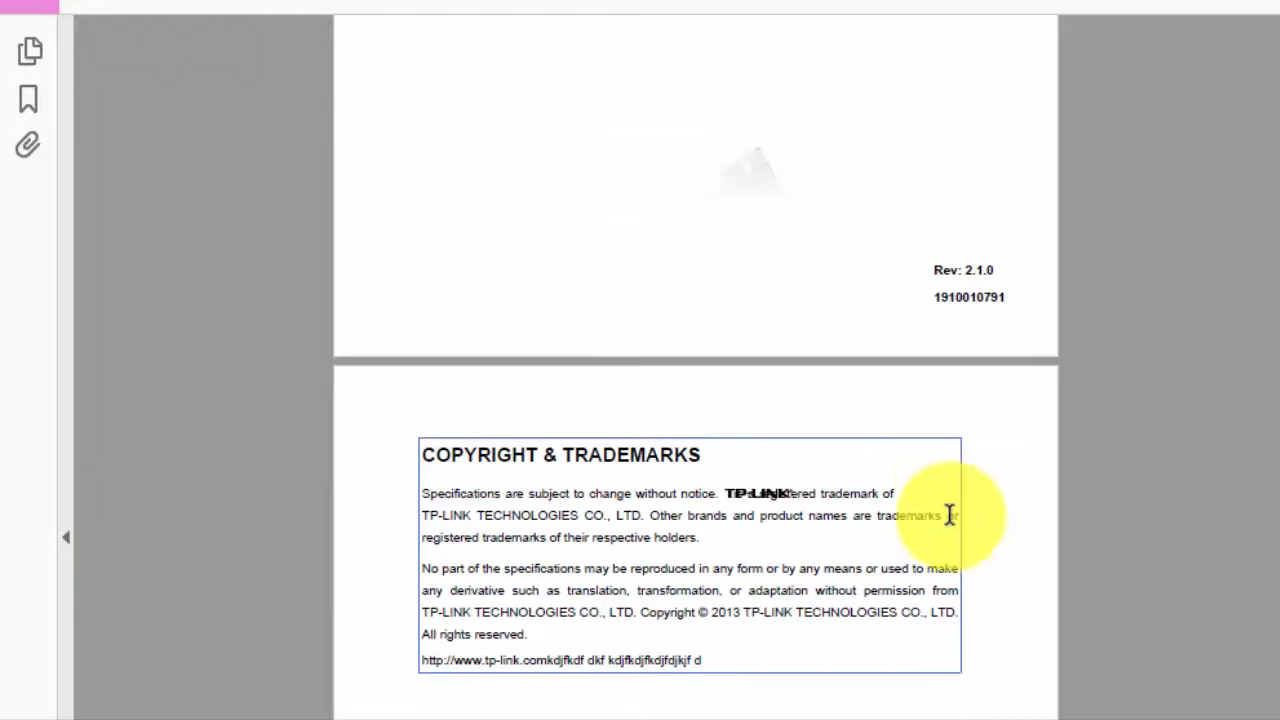 Rev: 2.1.0
1910010791
COPYRIGHT & TRADEMARKS
Specifications are subject to change without notice. TP-LINK® registered trademark of
TP-LINK TECHNOLOGIES CO., LTD. Other brands and product names are trademarks or
registered trademarks of their respective holders.
No part of the specifications may be reproduced in any form or by any means or used to make
any derivative such as translation, transformation, or adaptation without permission from
TP-LINK TECHNOLOGIES CO., LTD. Copyright © 2013 TP-LINK TECHNOLOGIES CO., LTD.
All rights reserved.
http://www.tp-link.comkdjfkdf dkf kdjfkdjfkdjfdjkjf d